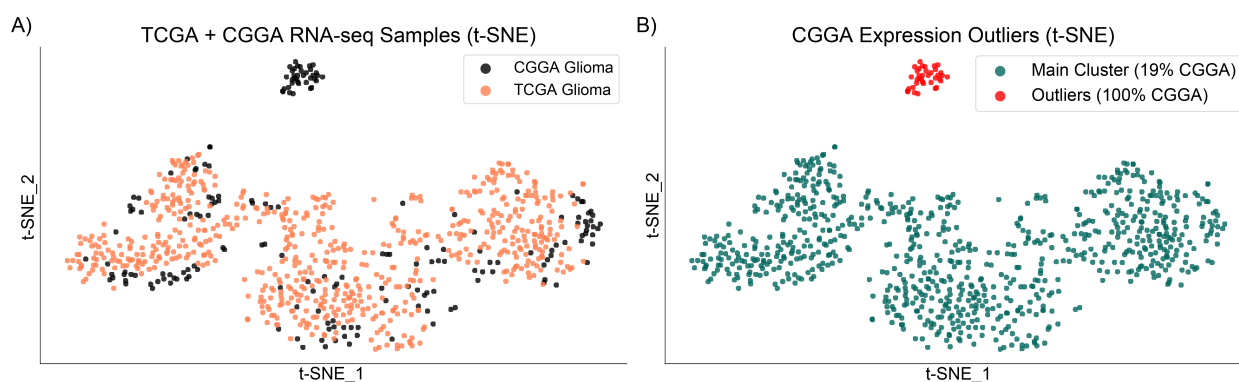 A)
TCGA + CGGA RNA-seq Samples (t-SNE)
CGGA Glioma
TCGA Glioma
t-SNE_2
t-SNE_1
B)
CGGA Expression Outliers (t-SNE)
Main Cluster (19% CGGA)
Outliers (100% CGGA)
t-SNE_2
t-SNE_1